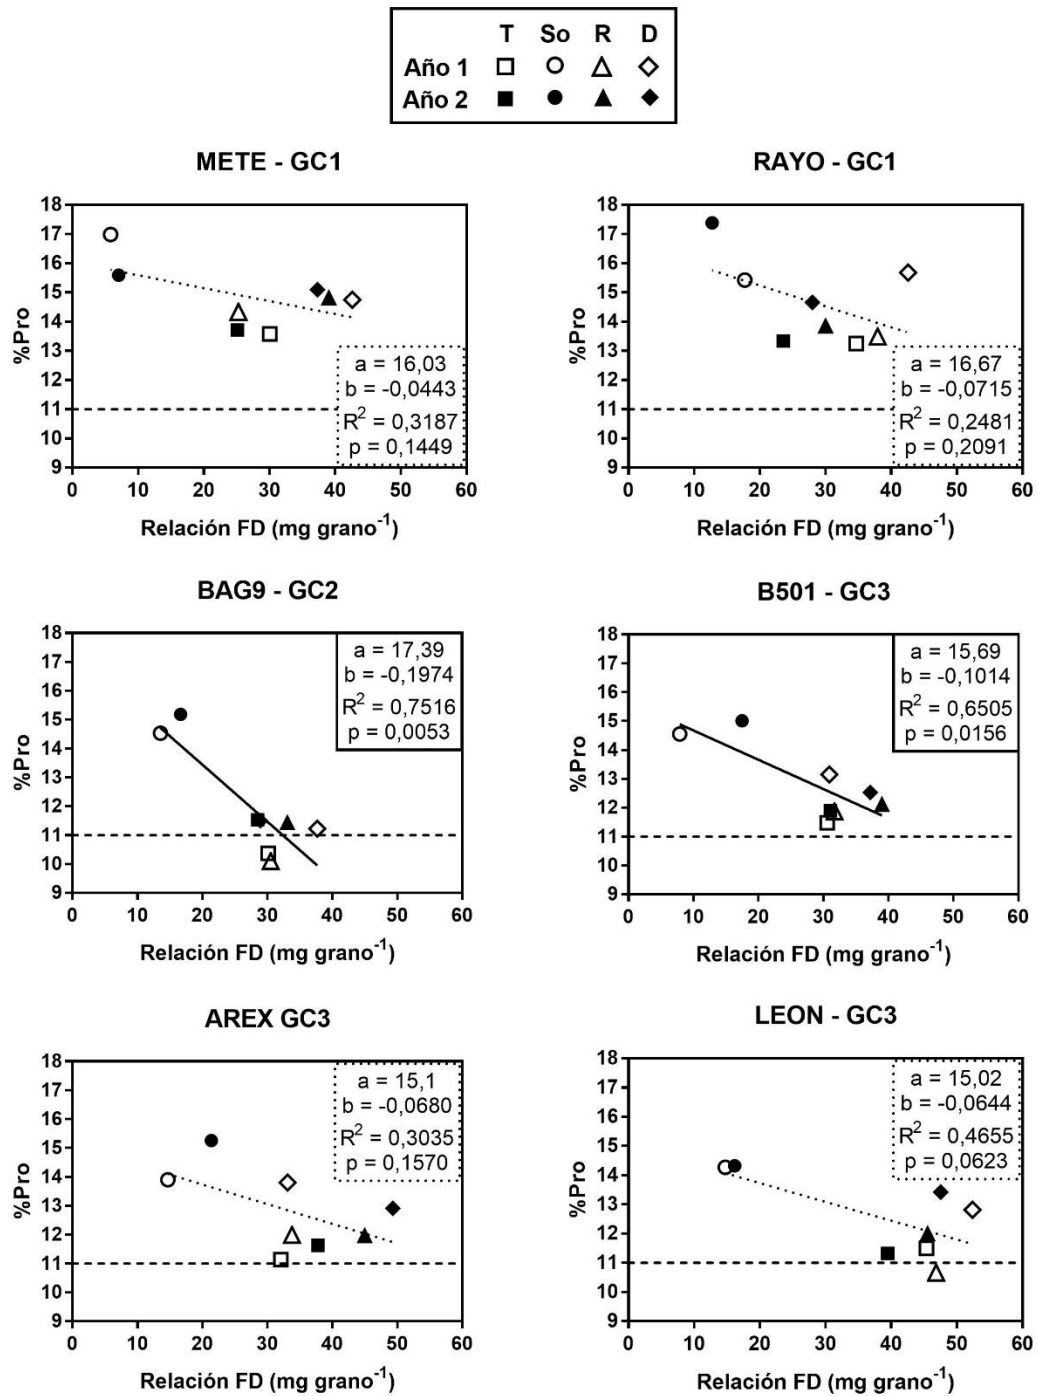 T So R D
Año 1
Año 2
METE - GC1
%Pro
18
17
16
15
14
13
12
11
10
9
a = 16,03
b = -0,0443
R² = 0,3187
p = 0,1449
0 10 20 30 40 50 60
Relación FD (mg grano⁻¹)
RAYO - GC1
%Pro
18
17
16
15
14
13
12
11
10
9
a = 16,67
b = -0,0715
R² = 0,2481
p = 0,2091
0 10 20 30 40 50 60
Relación FD (mg grano⁻¹)
BAG9 - GC2
%Pro
18
17
16
15
14
13
12
11
10
9
a = 17,39
b = -0,1974
R² = 0,7516
p = 0,0053
0 10 20 30 40 50 60
Relación FD (mg grano⁻¹)
B501 - GC3
%Pro
18
17
16
15
14
13
12
11
10
9
a = 15,69
b = -0,1014
R² = 0,6505
p = 0,0156
0 10 20 30 40 50 60
Relación FD (mg grano⁻¹)
AREX GC3
%Pro
18
17
16
15
14
13
12
11
10
9
a = 15,1
b = -0,0680
R² = 0,3035
p = 0,1570
0 10 20 30 40 50 60
Relación FD (mg grano⁻¹)
LEON - GC3
%Pro
18
17
16
15
14
13
12
11
10
9
a = 15,02
b = -0,0644
R² = 0,4655
p = 0,0623
0 10 20 30 40 50 60
Relación FD (mg grano⁻¹)